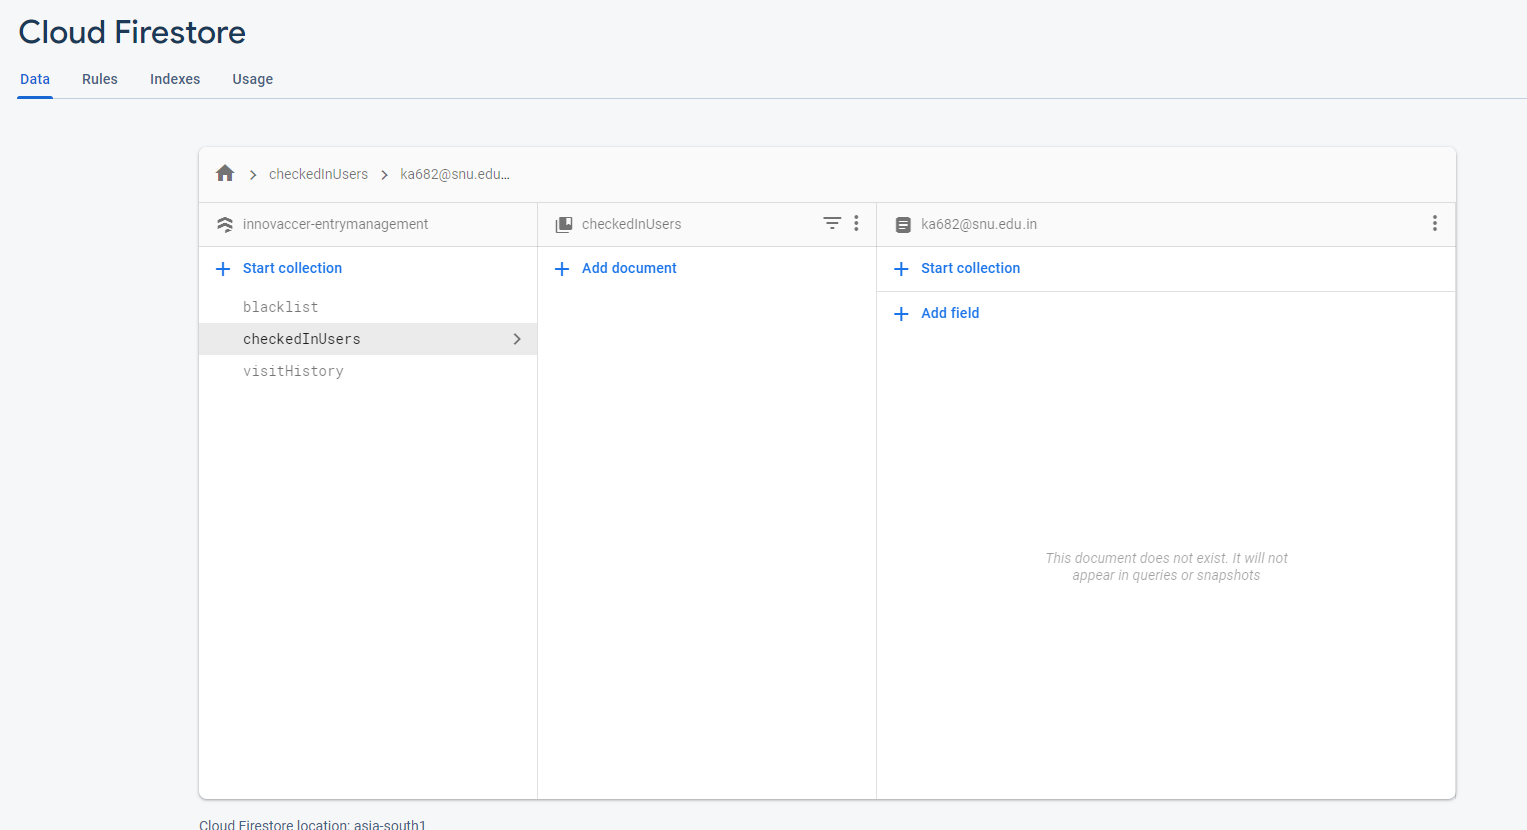 Cloud Firestore
Data Rules Indexes Usage
checkedInUsers ka682@snu.edu...
innovaccer-entrymanagement checkedInUsers ka682@snu.edu.in
Start collection Add document Start collection
blacklist Add field
checkedInUsers
visitHistory
This document does not exist. It will not
appear in queries or snapshots
Cloud Firestore location: asia-south1